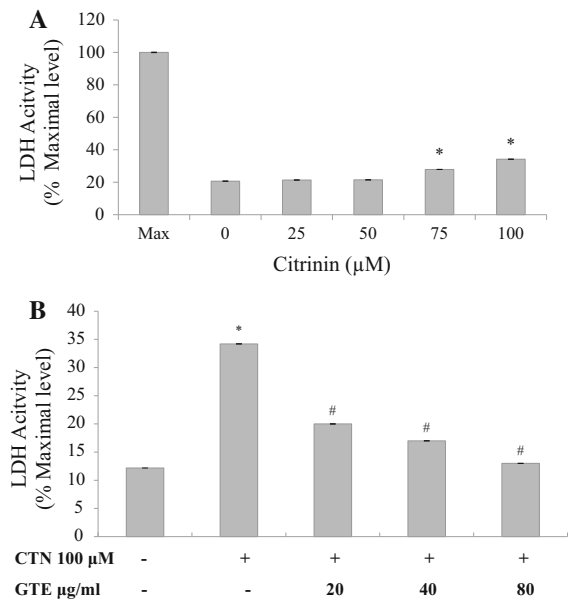 A
LDH Acitvity
(% Maximal level)
120
100
80
60
40
20
0
* *
Max 0 25 50 75 100
Citrinin (µM)
B
LDH Acitvity
(% Maximal level)
40
35
30
25
20
15
10
5
0
*
#
#
#
CTN 100 µM - + + + +
GTE µg/ml - - 20 40 80